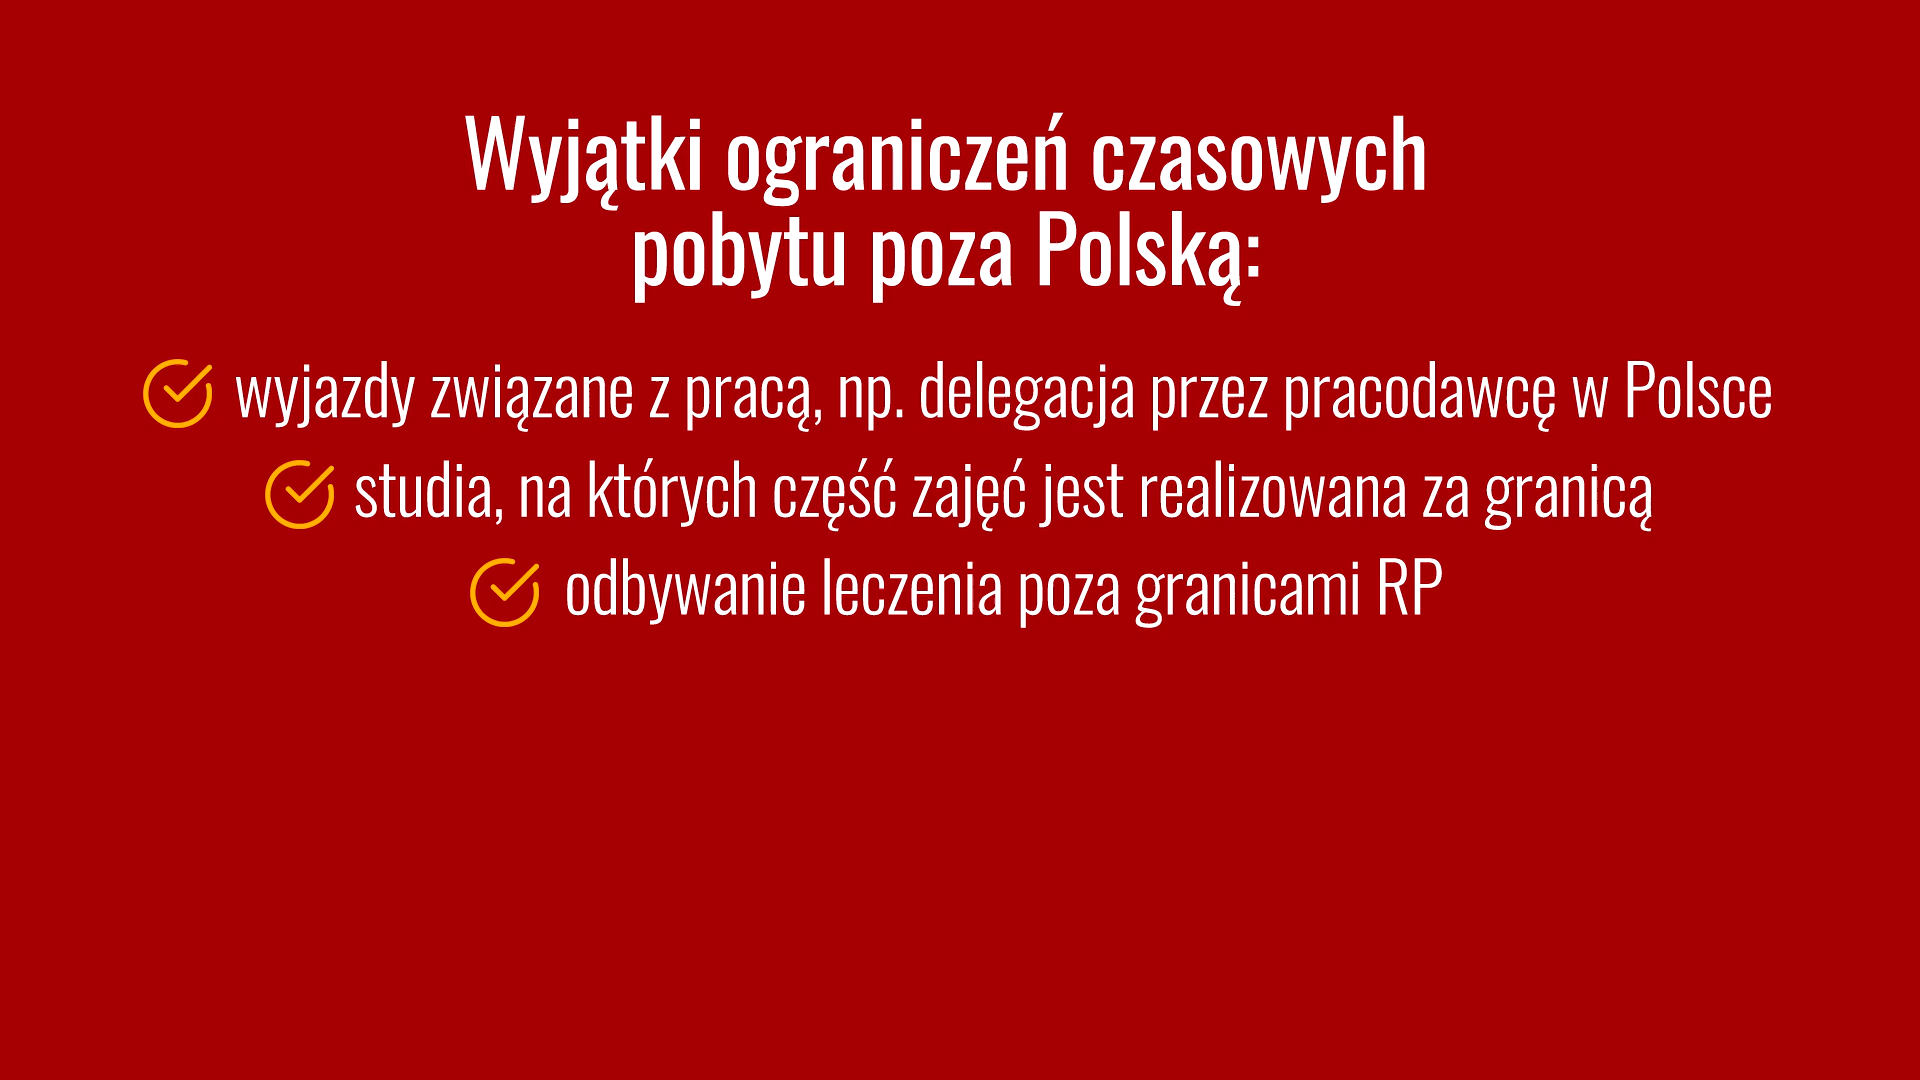 Wyjątki ograniczeń czasowych
pobytu poza Polską:
wyjazdy związane z pracą, np. delegacja przez pracodawcę w Polsce
studia, na których część zajęć jest realizowana za granicą
odbywanie leczenia poza granicami RP